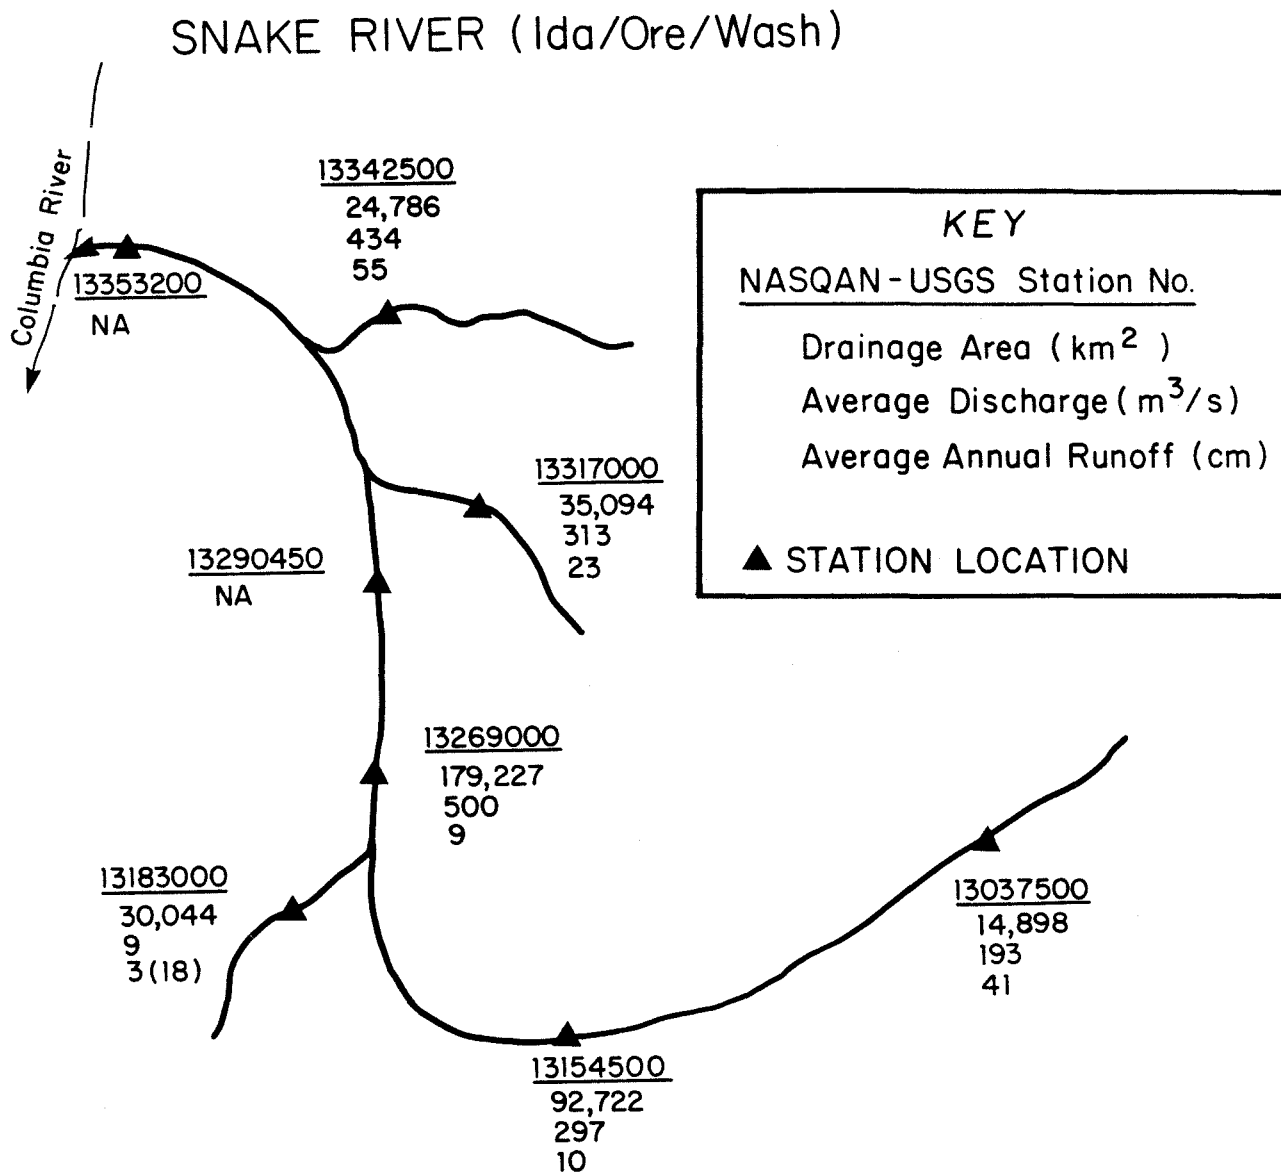 SNAKE RIVER (Ida/Ore/Wash)
Columbia River
13342500
24,786
434
55
13353200
NA
KEY
NASQAN-USGS Station No.
Drainage Area (km²)
Average Discharge (m³/s)
Average Annual Runoff (cm)
▲ STATION LOCATION
13317000
35,094
313
23
13290450
NA
13269000
179,227
500
9
13183000
30,044
9
3(18)
13037500
14,898
193
41
13154500
92,722
297
10